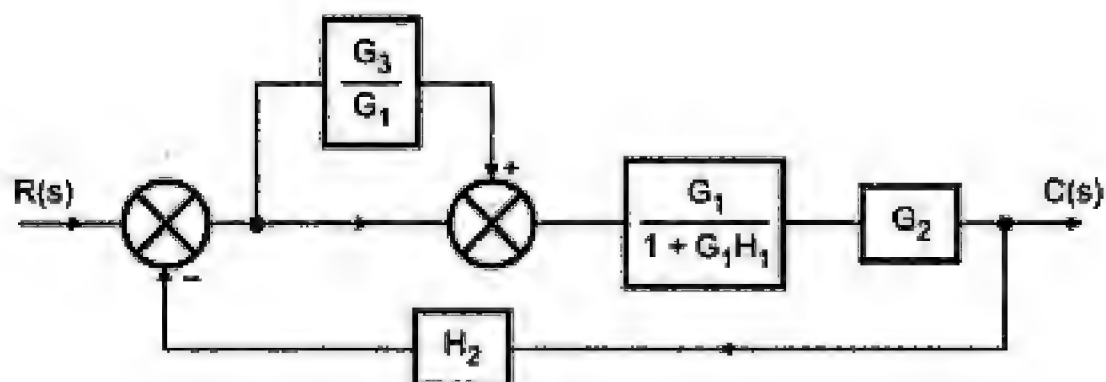 G3
G1
+
R(s)
G1
1 + G1H1
G2
C(s)
–
H2